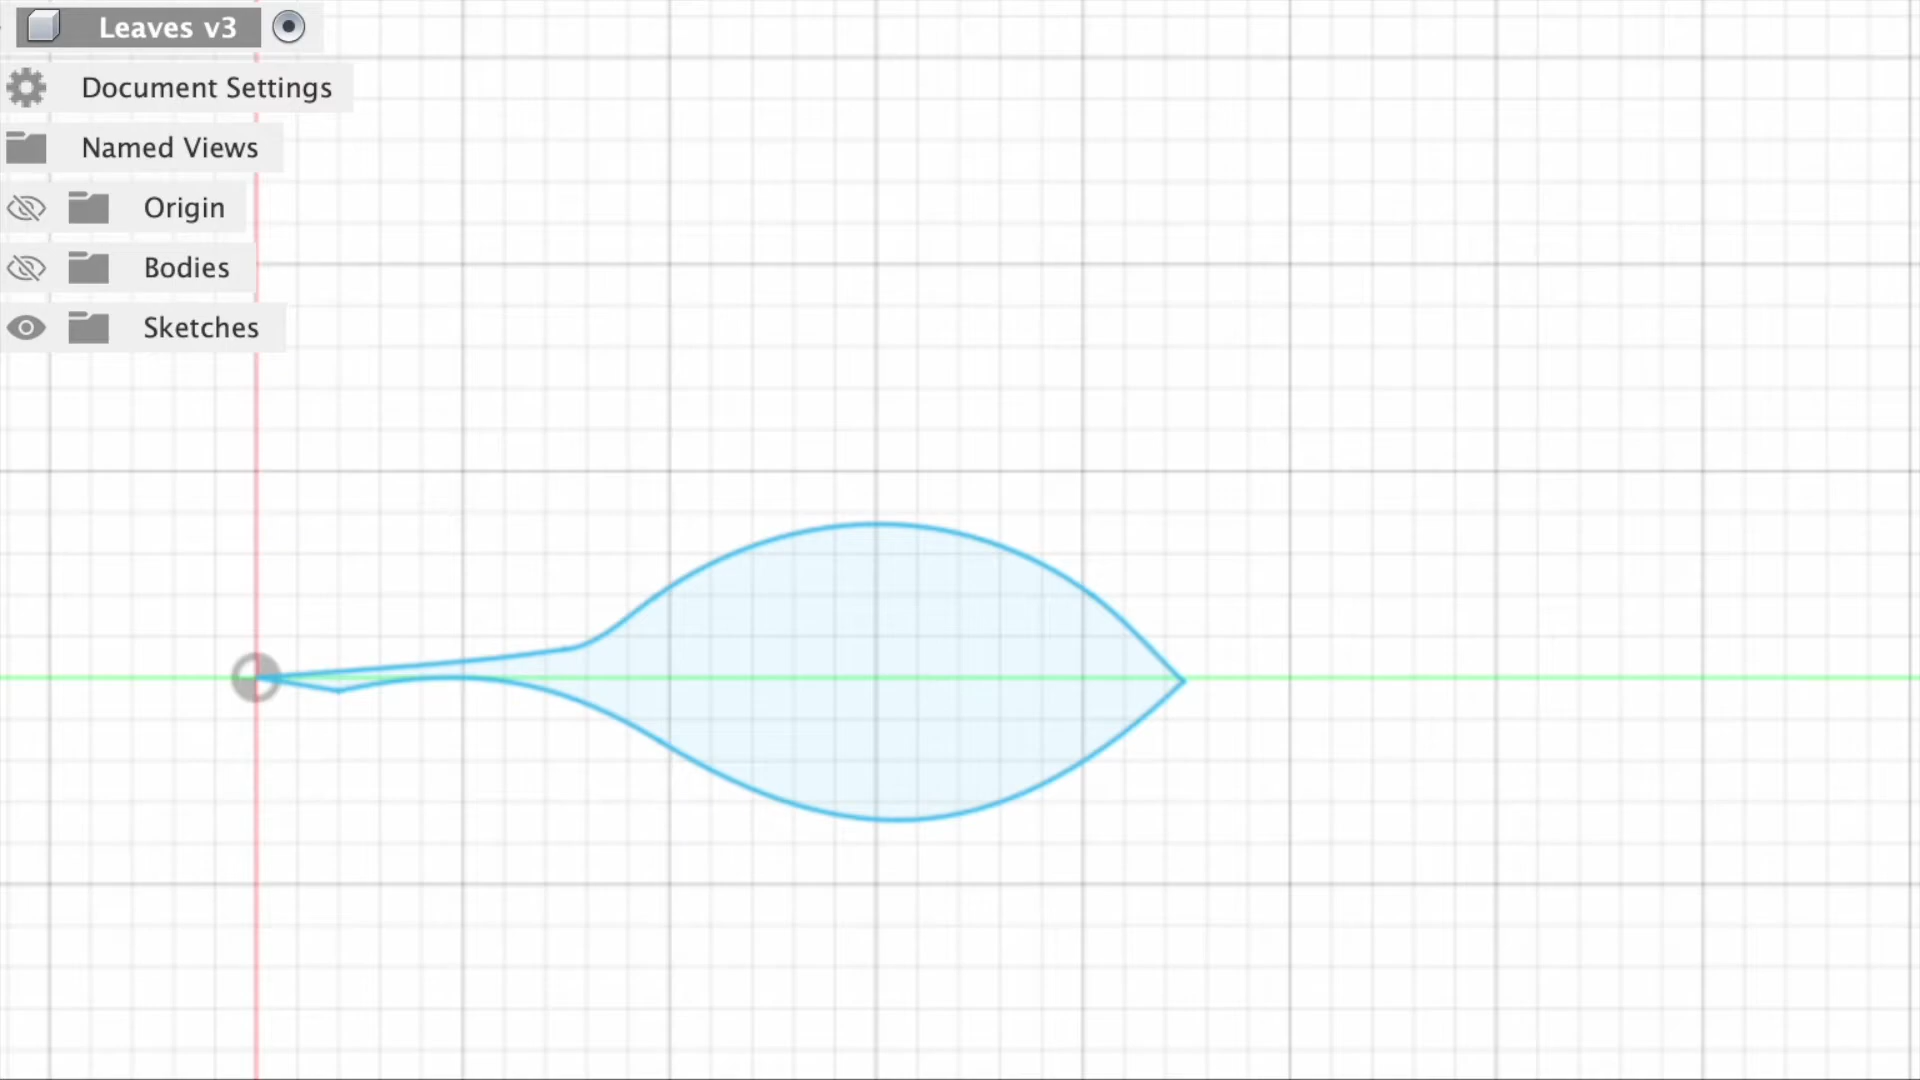 Leaves v3
Document Settings
Named Views
Origin
Bodies
Sketches